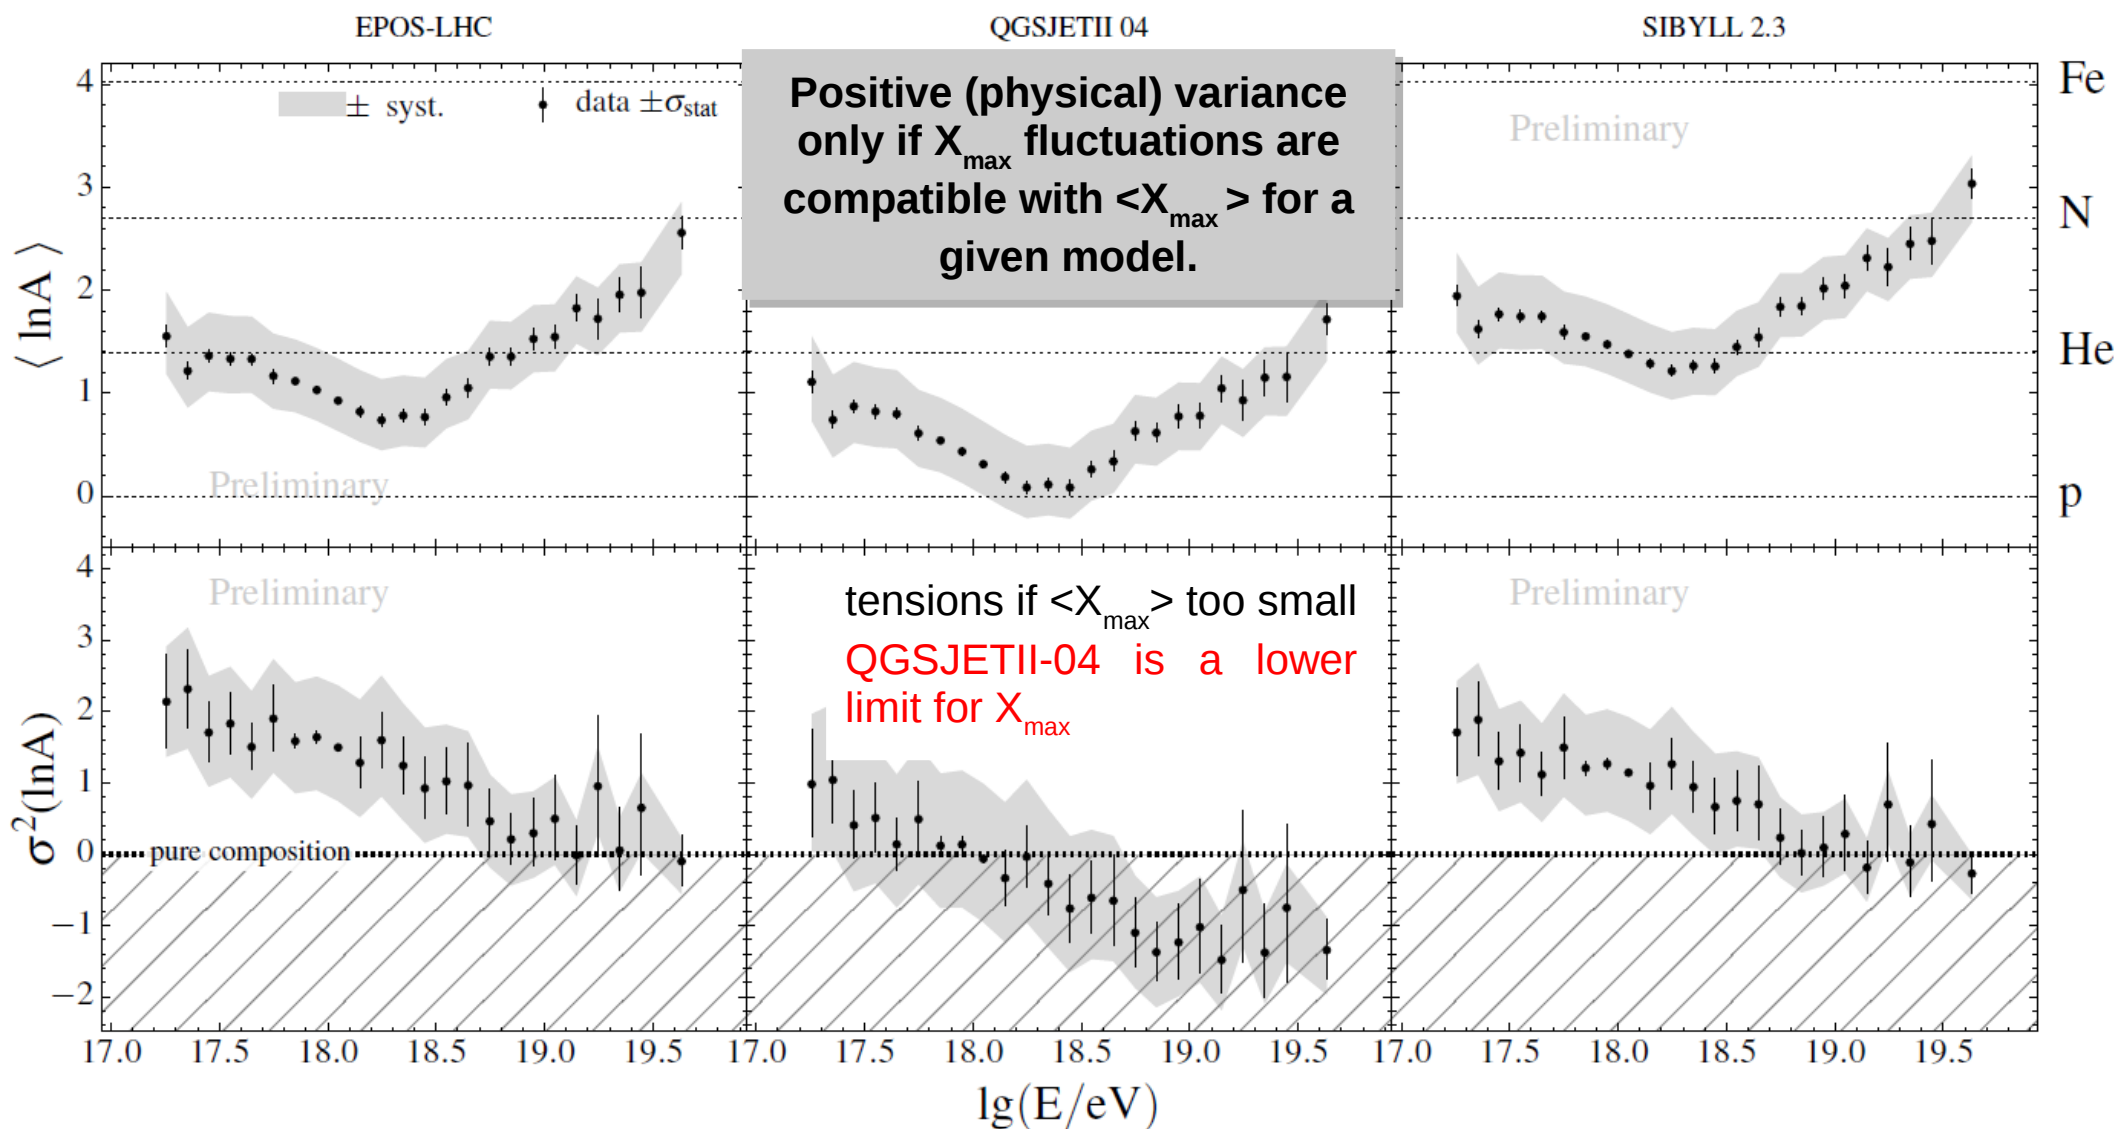 EPOS-LHC
QGSJETII 04
SIBYLL 2.3
Positive (physical) variance
only if Xmax fluctuations are
compatible with <Xmax> for a
given model.
± syst.
data ±σstat
Preliminary
Preliminary
4
3
2
1
0
⟨ lnA ⟩
Fe
N
He
p
Preliminary
Preliminary
tensions if <Xmax> too small
QGSJETII-04 is a lower
limit for Xmax
4
3
2
1
0
−1
−2
σ²(lnA)
pure composition
17.0 17.5 18.0 18.5 19.0 19.5 17.0 17.5 18.0 18.5 19.0 19.5 17.0 17.5 18.0 18.5 19.0 19.5
lg(E/eV)